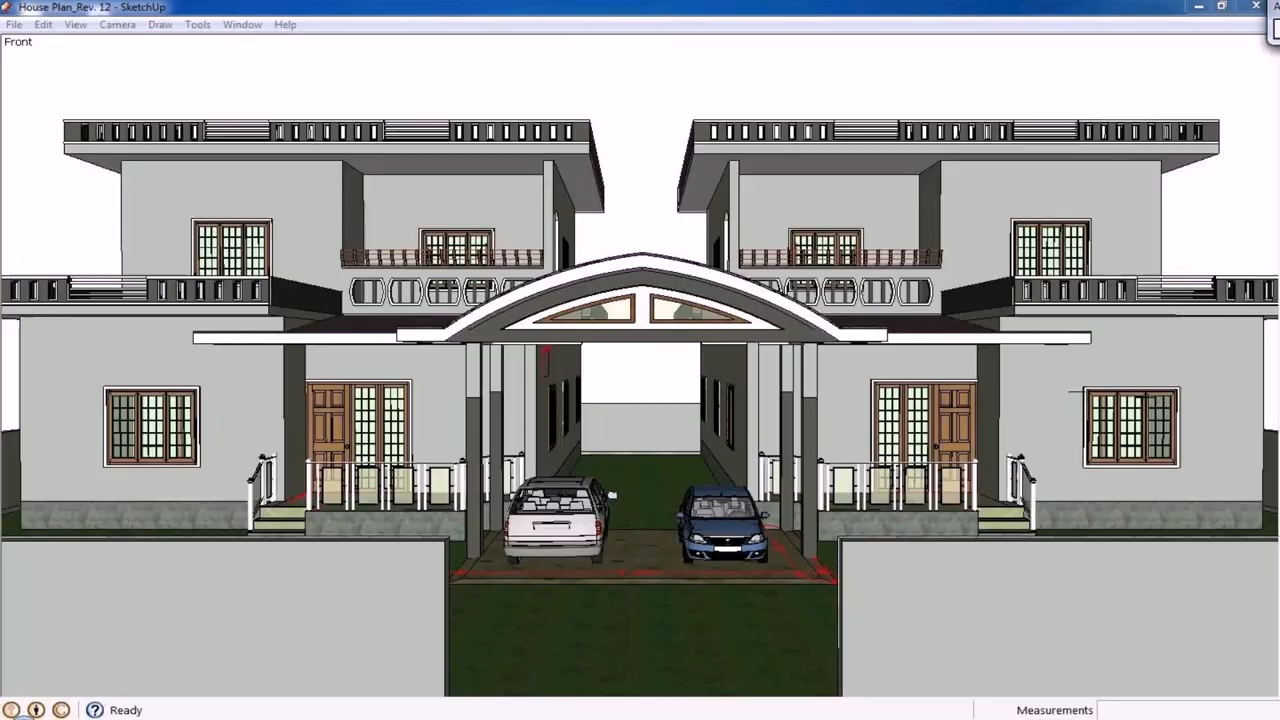 House Plan_Rev. 12 - SketchUp
File Edit View Camera Draw Tools Window Help
Front
Ready
Measurements